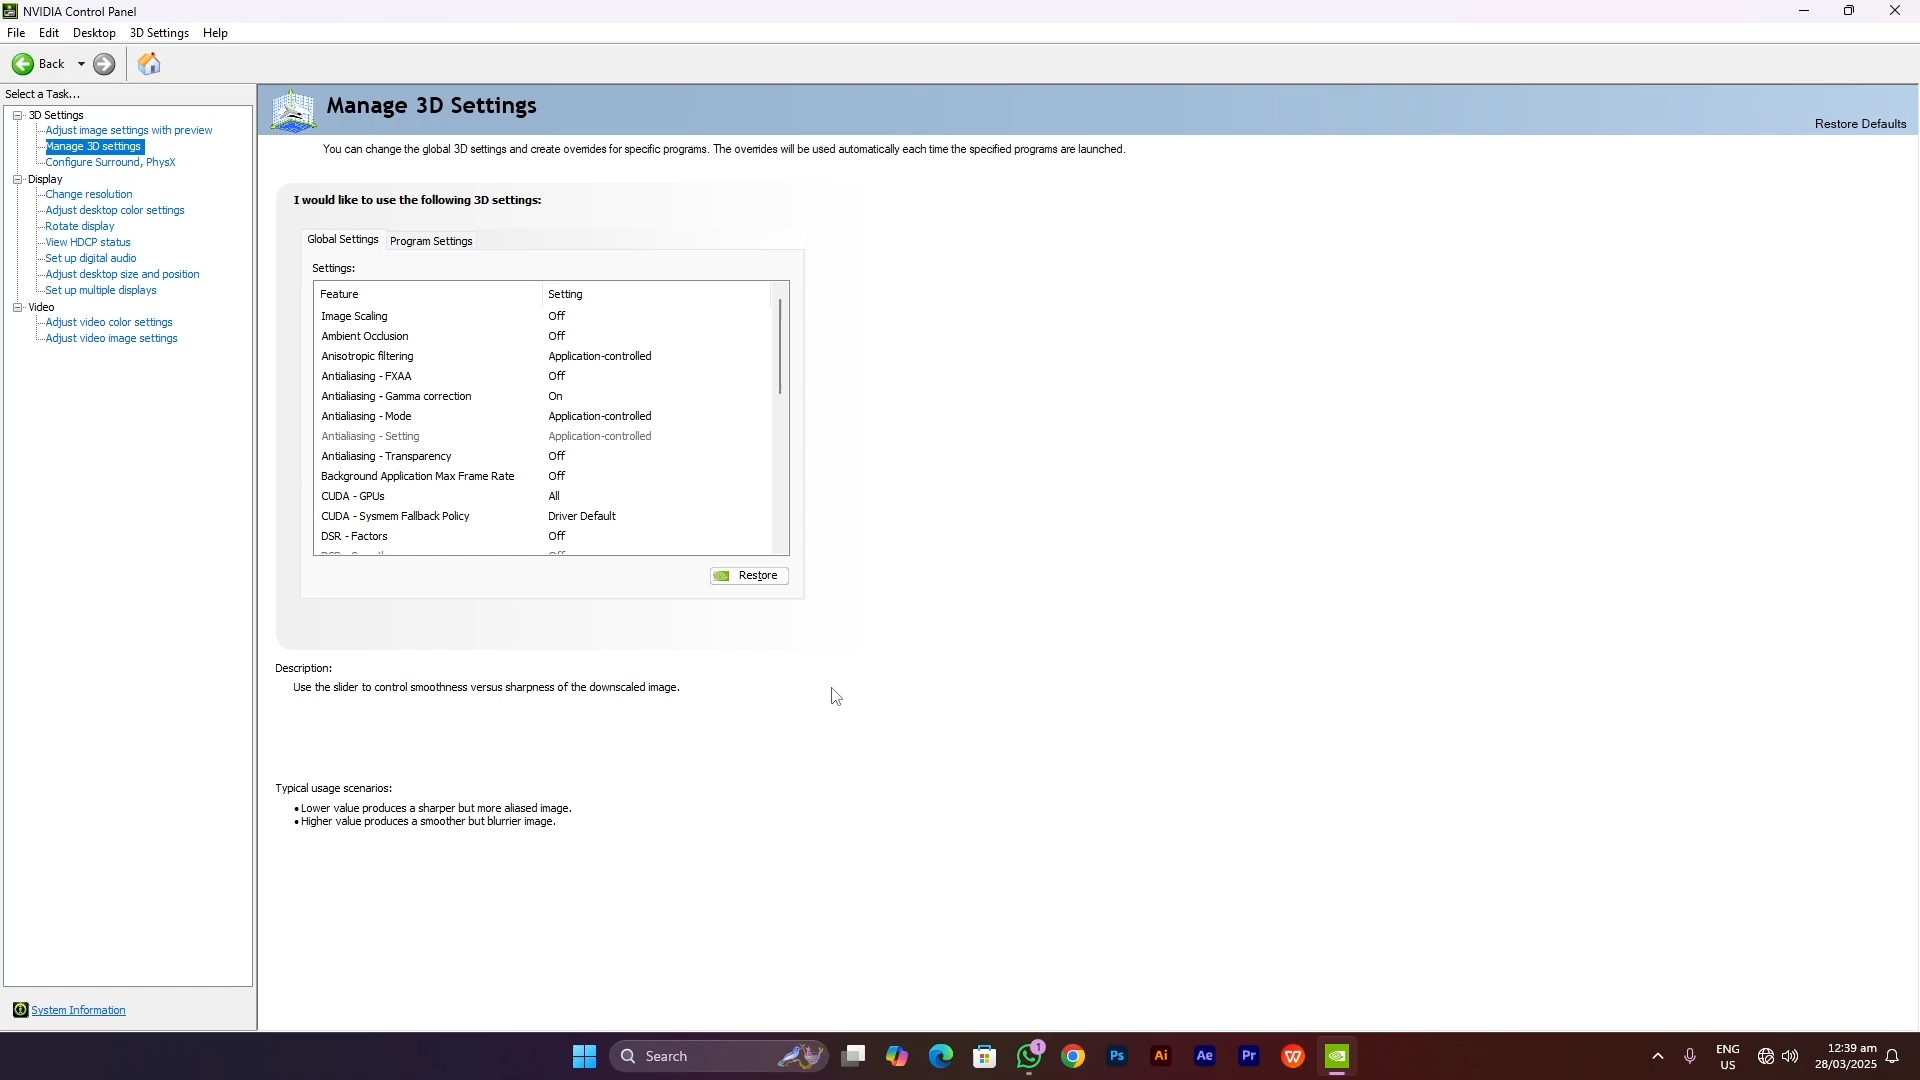 NVIDIA Control Panel
File Edit Desktop 3D Settings Help
Back
Select a Task...
3D Settings
Adjust image settings with preview
Manage 3D settings
Configure Surround, PhysX
Display
Change resolution
Adjust desktop color settings
Rotate display
View HDCP status
Set up digital audio
Adjust desktop size and position
Set up multiple displays
Video
Adjust video color settings
Adjust video image settings
System Information
Manage 3D Settings
Restore Defaults
You can change the global 3D settings and create overrides for specific programs. The overrides will be used automatically each time the specified programs are launched.
I would like to use the following 3D settings:
Global Settings Program Settings
Settings:
Feature Setting
Image Scaling Off
Ambient Occlusion Off
Anisotropic filtering Application-controlled
Antialiasing - FXAA Off
Antialiasing - Gamma correction On
Antialiasing - Mode Application-controlled
Antialiasing - Setting Application-controlled
Antialiasing - Transparency Off
Background Application Max Frame Rate Off
CUDA - GPUs All
CUDA - Sysmem Fallback Policy Driver Default
DSR - Factors Off
Restore
Description:
Use the slider to control smoothness versus sharpness of the downscaled image.
Typical usage scenarios:
• Lower value produces a sharper but more aliased image.
• Higher value produces a smoother but blurrier image.
Search
1
Ps
Ai
Ae
Pr
W
ENG
US
12:39 am
28/03/2025